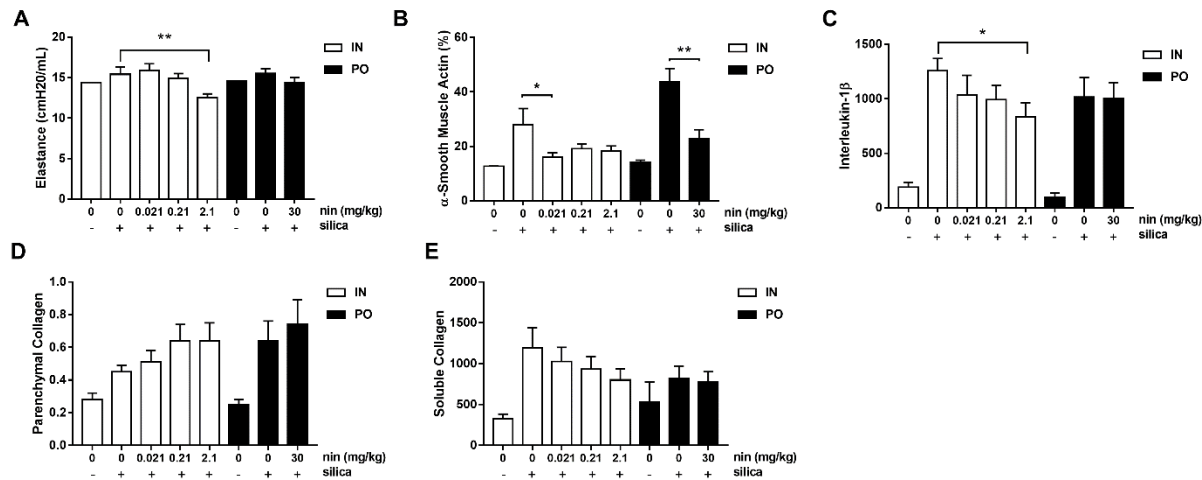 A
Elastance (cmH20/mL)
20
15
10
5
0
**
IN
PO
0 0 0.021 0.21 2.1 0 0 30 nin (mg/kg)
- + + + + - + + silica
B
α-Smooth Muscle Actin (%)
60
40
20
0
*
**
IN
PO
0 0 0.021 0.21 2.1 0 0 30 nin (mg/kg)
- + + + + - + + silica
C
Interleukin-1β
1500
1000
500
0
*
IN
PO
0 0 0.021 0.21 2.1 0 0 30 nin (mg/kg)
- + + + + - + + silica
D
Parenchymal Collagen
1.0
0.8
0.6
0.4
0.2
0.0
IN
PO
0 0 0.021 0.21 2.1 0 0 30 nin (mg/kg)
- + + + + - + + silica
E
Soluble Collagen
2000
1500
1000
500
0
IN
PO
0 0 0.021 0.21 2.1 0 0 30 nin (mg/kg)
- + + + + - + + silica